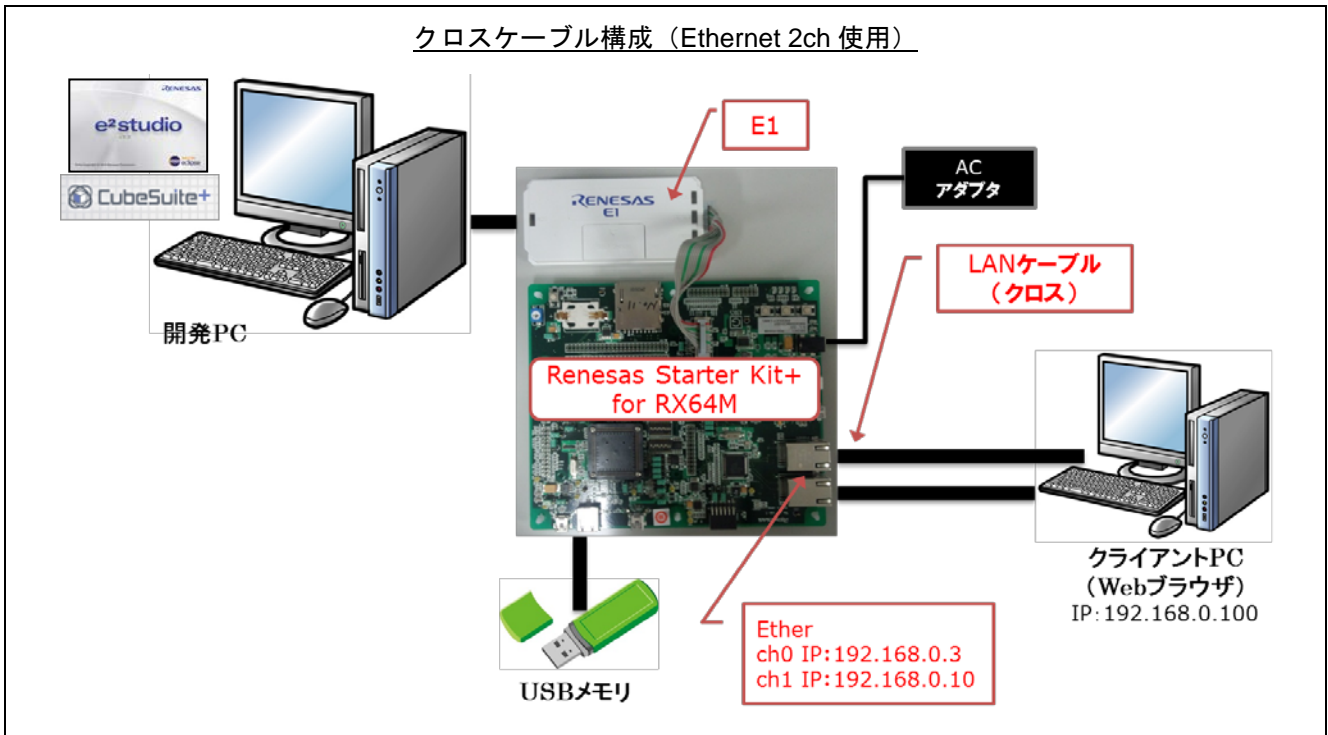 クロスケーブル構成（Ethernet 2ch 使用）
RENESAS
e² studio
eclipse
CubeSuite+
開発PC
RENESAS
E1
E1
AC
アダプタ
LANケーブル
（クロス）
Renesas Starter Kit+
for RX64M
クライアントPC
（Webブラウザ）
IP:192.168.0.100
Ether
ch0 IP:192.168.0.3
ch1 IP:192.168.0.10
USBメモリ